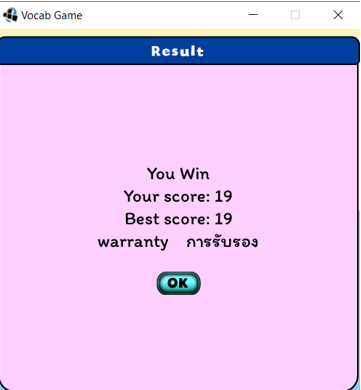 Vocab Game
Result
You Win
Your score: 19
Best score: 19
warranty การรับรอง
OK